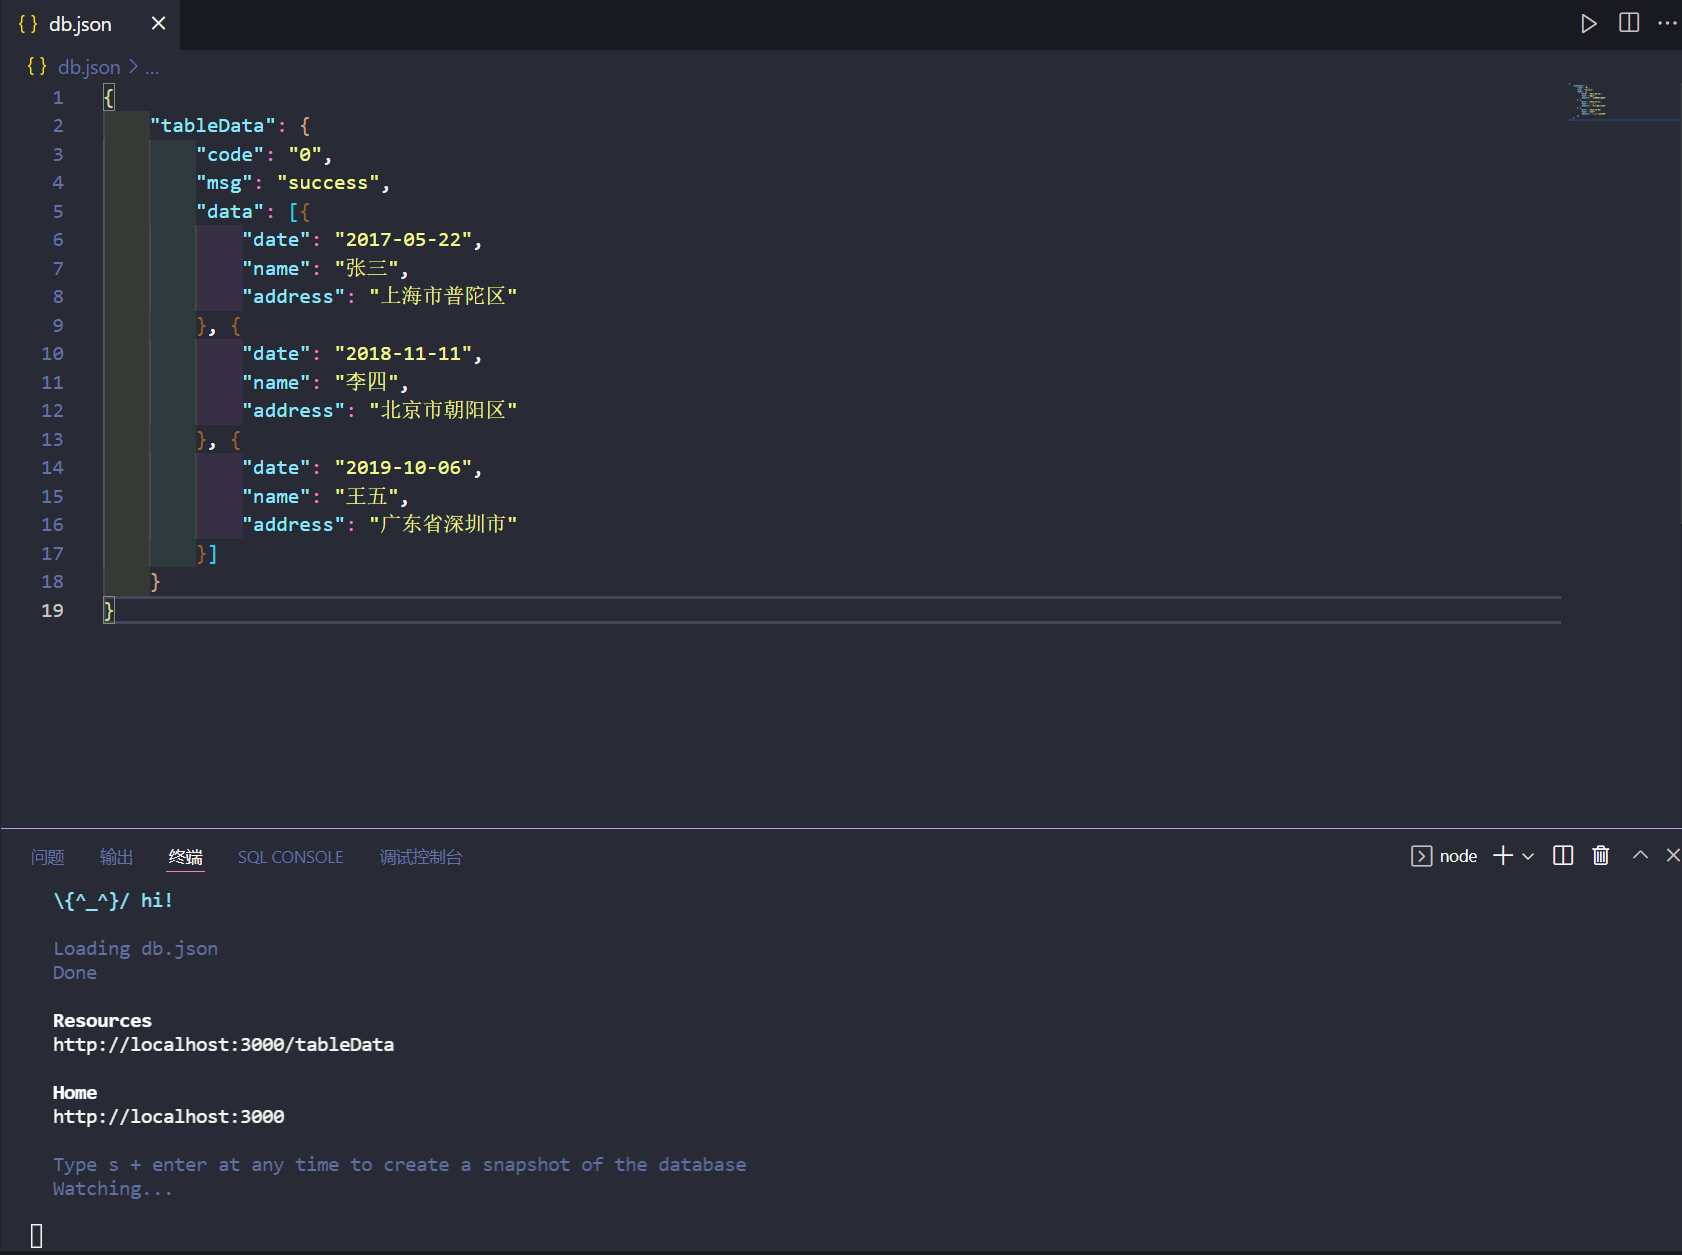 {} db.json ×
{} db.json > ...
1 {
2 "tableData": {
3 "code": "0",
4 "msg": "success",
5 "data": [{
6 "date": "2017-05-22",
7 "name": "张三",
8 "address": "上海市普陀区"
9 }, {
10 "date": "2018-11-11",
11 "name": "李四",
12 "address": "北京市朝阳区"
13 }, {
14 "date": "2019-10-06",
15 "name": "王五",
16 "address": "广东省深圳市"
17 }]
18 }
19 }
问题 输出 终端 SQL CONSOLE 调试控制台 node
\{^_^}/ hi!
Loading db.json
Done
Resources
http://localhost:3000/tableData
Home
http://localhost:3000
Type s + enter at any time to create a snapshot of the database
Watching...